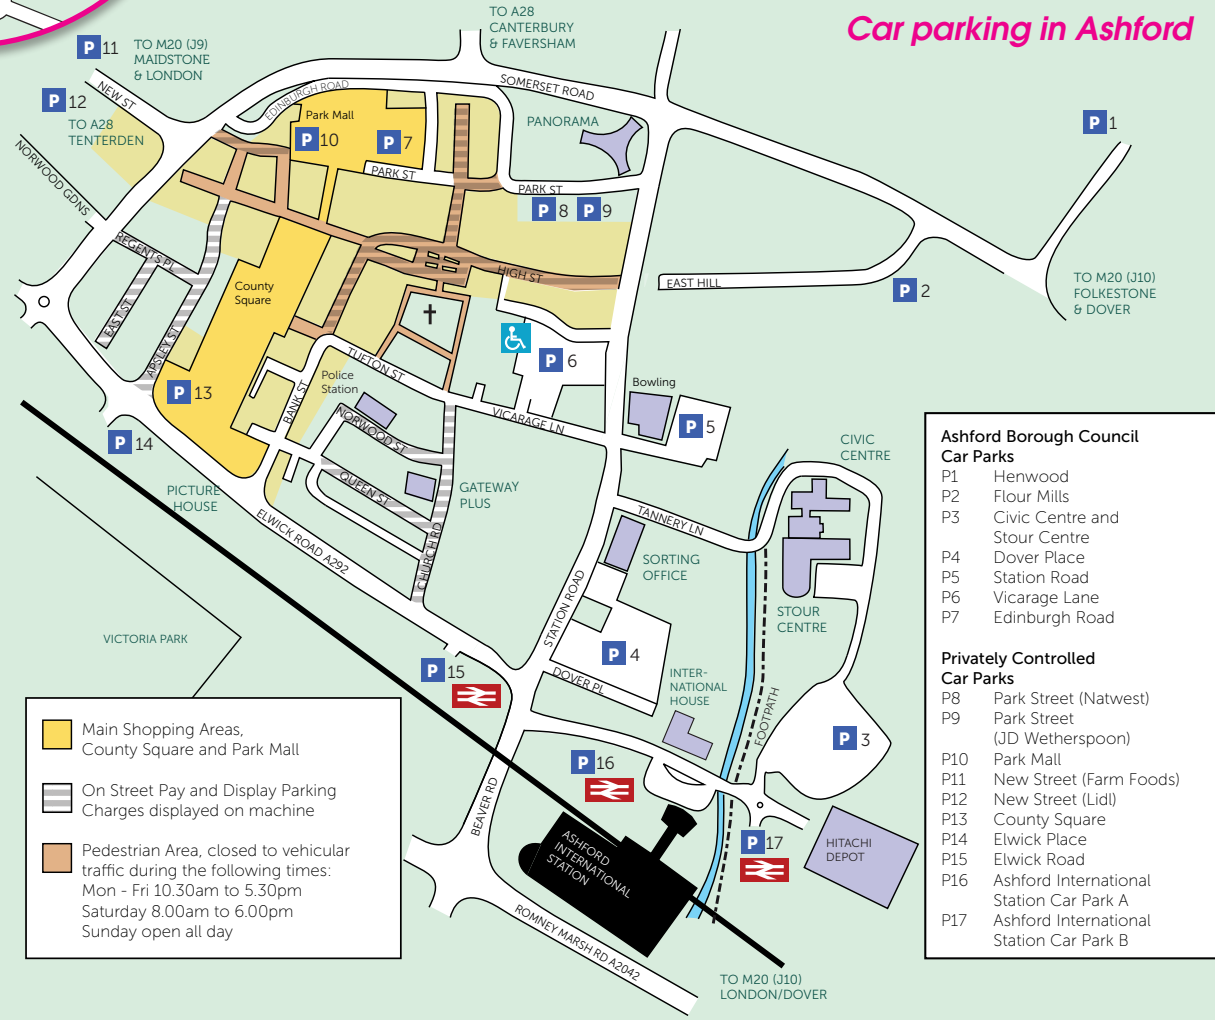 Car parking in Ashford
TO A28
CANTERBURY
& FAVERSHAM
P 11
TO M20 (J9)
MAIDSTONE
& LONDON
P 12
NEW ST
TO A28
TENTERDEN
NORWOOD GDNS
EDINBURGH ROAD
SOMERSET ROAD
Park Mall
P 10
P 7
PARK ST
PANORAMA
PARK ST
P 8
P 9
P 1
REGENTS PL
EAST ST
APSLEY ST
County
Square
HIGH ST
EAST HILL
P 2
TO M20 (J10)
FOLKESTONE
& DOVER
P 6
TUFTON ST
Police
Station
BANK ST
VICARAGE LN
Bowling
P 5
P 13
P 14
NORWOOD ST
QUEEN ST
GATEWAY
PLUS
CHURCH RD
PICTURE
HOUSE
ELWICK ROAD A292
TANNERY LN
CIVIC
CENTRE
SORTING
OFFICE
STATION ROAD
STOUR
CENTRE
P 4
DOVER PL
INTER-
NATIONAL
HOUSE
FOOTPATH
P 3
VICTORIA PARK
P 15
P 16
BEAVER RD
ASHFORD
INTERNATIONAL
STATION
P 17
HITACHI
DEPOT
ROMNEY MARSH RD A2042
TO M20 (J10)
LONDON/DOVER
Main Shopping Areas,
County Square and Park Mall
On Street Pay and Display Parking
Charges displayed on machine
Pedestrian Area, closed to vehicular
traffic during the following times:
Mon - Fri 10.30am to 5.30pm
Saturday 8.00am to 6.00pm
Sunday open all day
Ashford Borough Council
Car Parks
P1 Henwood
P2 Flour Mills
P3 Civic Centre and
Stour Centre
P4 Dover Place
P5 Station Road
P6 Vicarage Lane
P7 Edinburgh Road
Privately Controlled
Car Parks
P8 Park Street (Natwest)
P9 Park Street
(JD Wetherspoon)
P10 Park Mall
P11 New Street (Farm Foods)
P12 New Street (Lidl)
P13 County Square
P14 Elwick Place
P15 Elwick Road
P16 Ashford International
Station Car Park A
P17 Ashford International
Station Car Park B